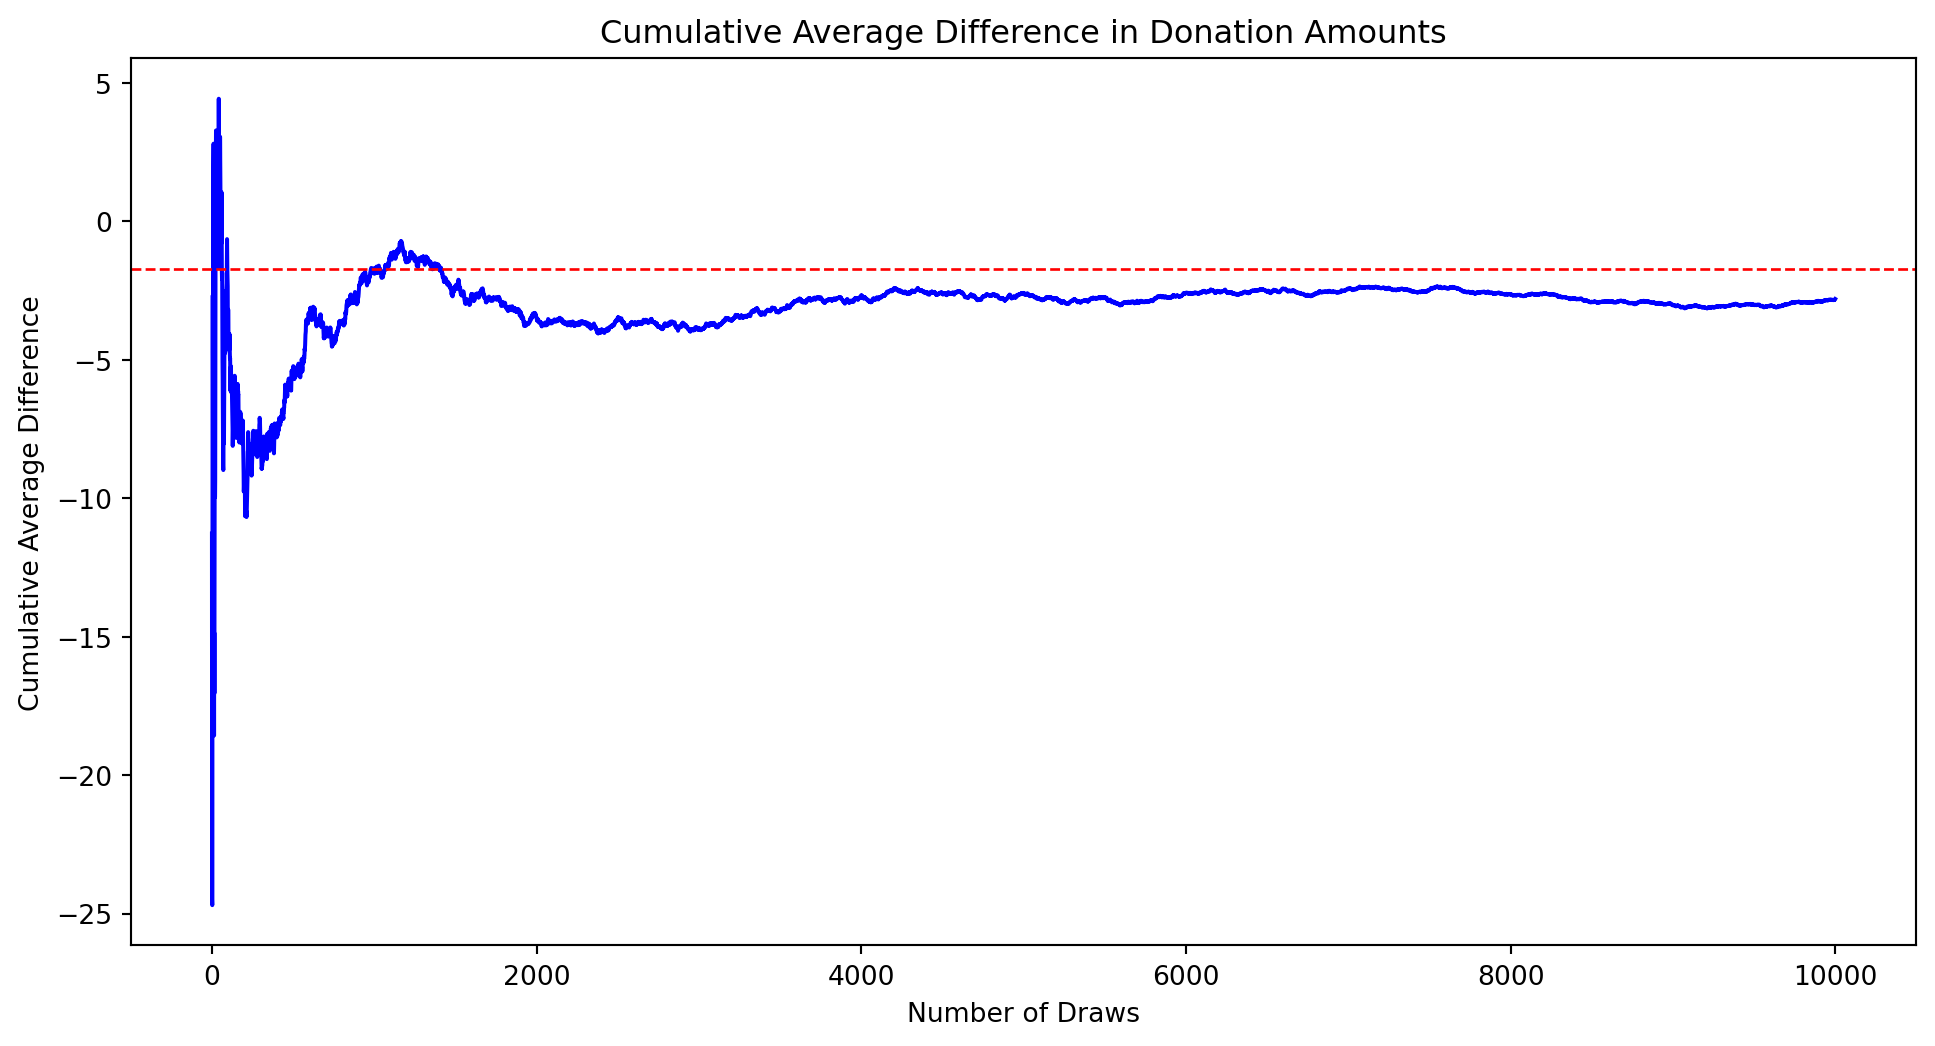 Cumulative Average Difference in Donation Amounts
Cumulative Average Difference
5
0
−5
−10
−15
−20
−25
0 2000 4000 6000 8000 10000
Number of Draws